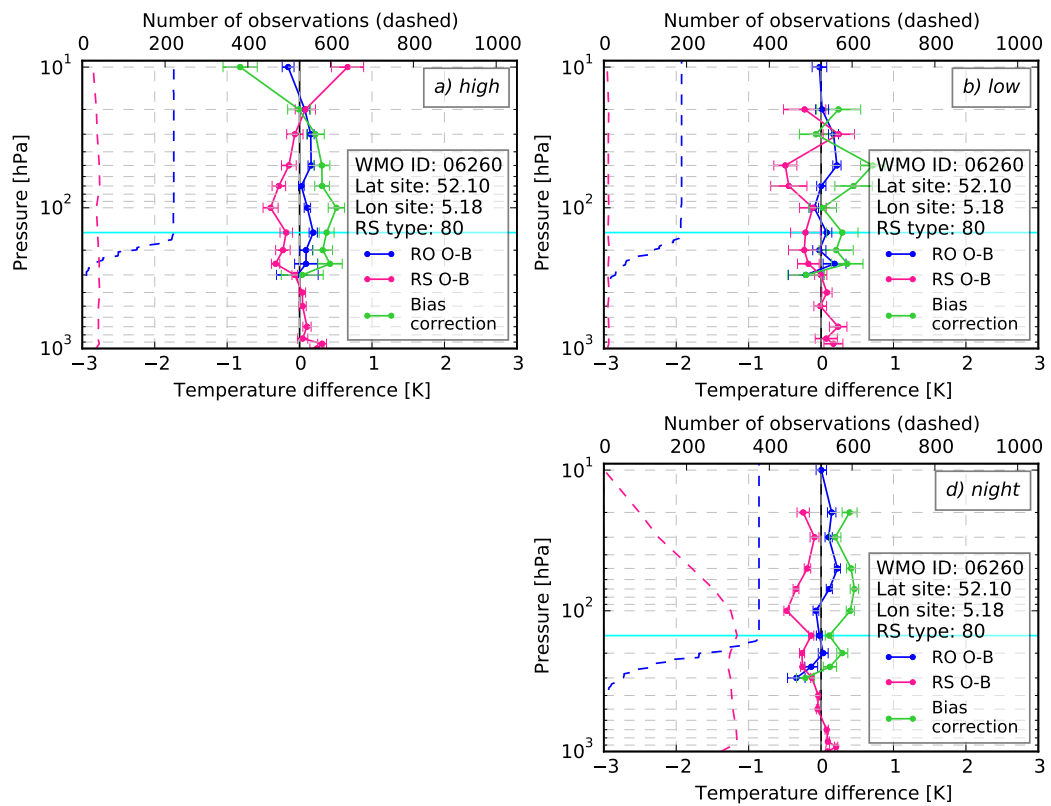 Number of observations (dashed)
0 200 400 600 800 1000
10¹
10²
10³
Pressure [hPa]
a) high
WMO ID: 06260
Lat site: 52.10
Lon site: 5.18
RS type: 80
RO O-B
RS O-B
Bias
correction
−3 −2 −1 0 1 2 3
Temperature difference [K]
Number of observations (dashed)
0 200 400 600 800 1000
10¹
10²
10³
Pressure [hPa]
b) low
WMO ID: 06260
Lat site: 52.10
Lon site: 5.18
RS type: 80
RO O-B
RS O-B
Bias
correction
−3 −2 −1 0 1 2 3
Temperature difference [K]
Number of observations (dashed)
0 200 400 600 800 1000
10¹
10²
10³
Pressure [hPa]
d) night
WMO ID: 06260
Lat site: 52.10
Lon site: 5.18
RS type: 80
RO O-B
RS O-B
Bias
correction
−3 −2 −1 0 1 2 3
Temperature difference [K]